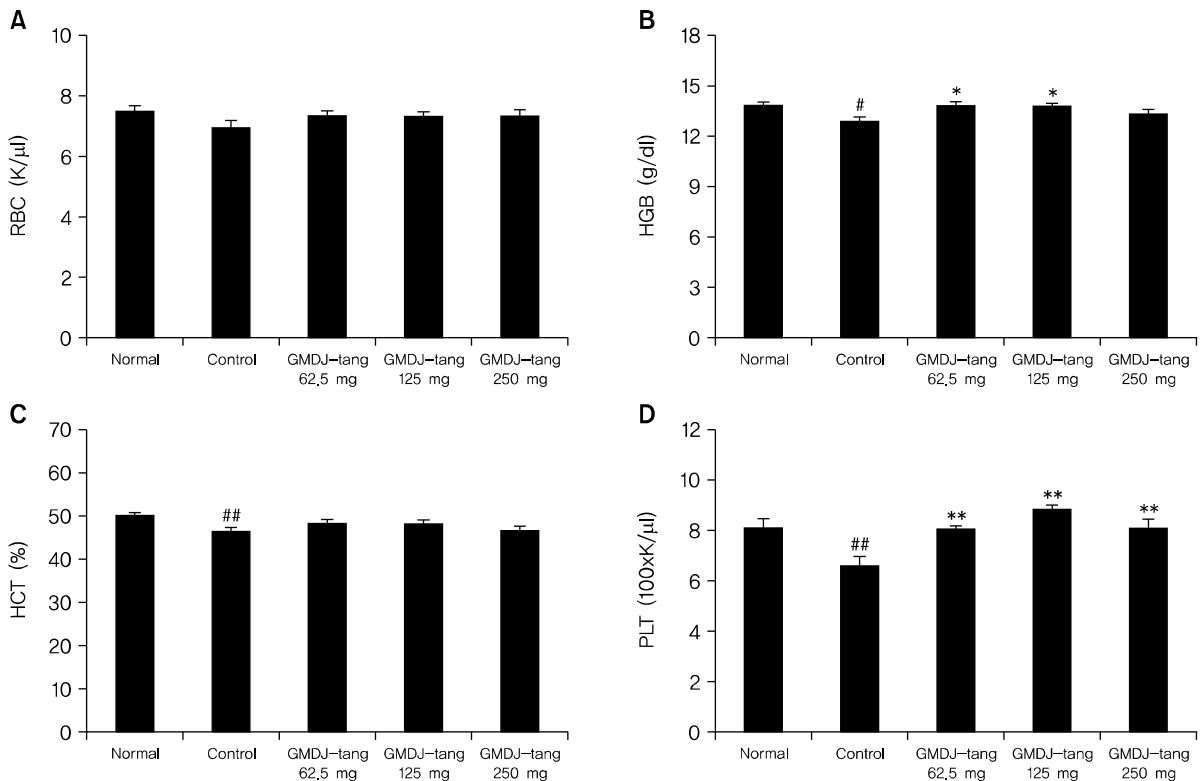 A
RBC (K/μl)
10
8
6
4
2
0
Normal
Control
GMDJ–tang
62.5 mg
GMDJ–tang
125 mg
GMDJ–tang
250 mg
B
HGB (g/dl)
18
15
12
9
6
3
0
#
*
*
Normal
Control
GMDJ–tang
62.5 mg
GMDJ–tang
125 mg
GMDJ–tang
250 mg
C
HCT (%)
70
60
50
40
30
20
10
0
##
Normal
Control
GMDJ–tang
62.5 mg
GMDJ–tang
125 mg
GMDJ–tang
250 mg
D
PLT (100xK/μl)
12
10
8
6
4
2
0
##
**
**
**
Normal
Control
GMDJ–tang
62.5 mg
GMDJ–tang
125 mg
GMDJ–tang
250 mg